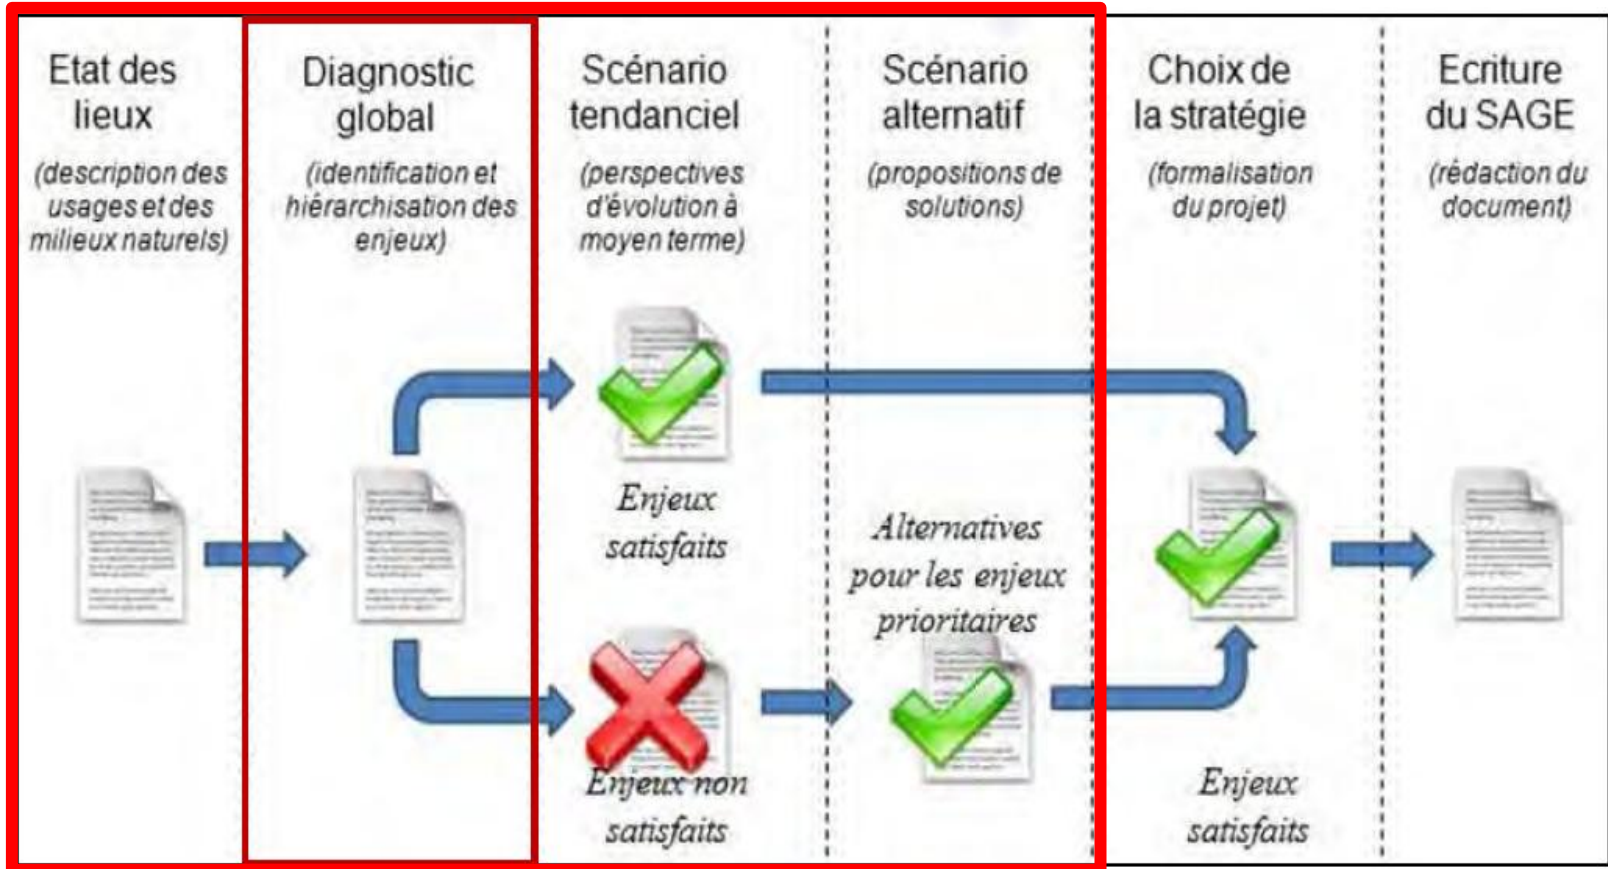 Etat des
lieux
(description des
usages et des
milieux naturels)
Diagnostic
global
(identification et
hiérarchisation des
enjeux)
Scénario
tendanciel
(perspectives
d'évolution à
moyen terme)
Scénario
alternatif
(propositions de
solutions)
Choix de
la stratégie
(formalisation
du projet)
Ecriture
du SAGE
(rédaction du
document)
Enjeux
satisfaits
Alternatives
pour les enjeux
prioritaires
Enjeux non
satisfaits
Enjeux
satisfaits